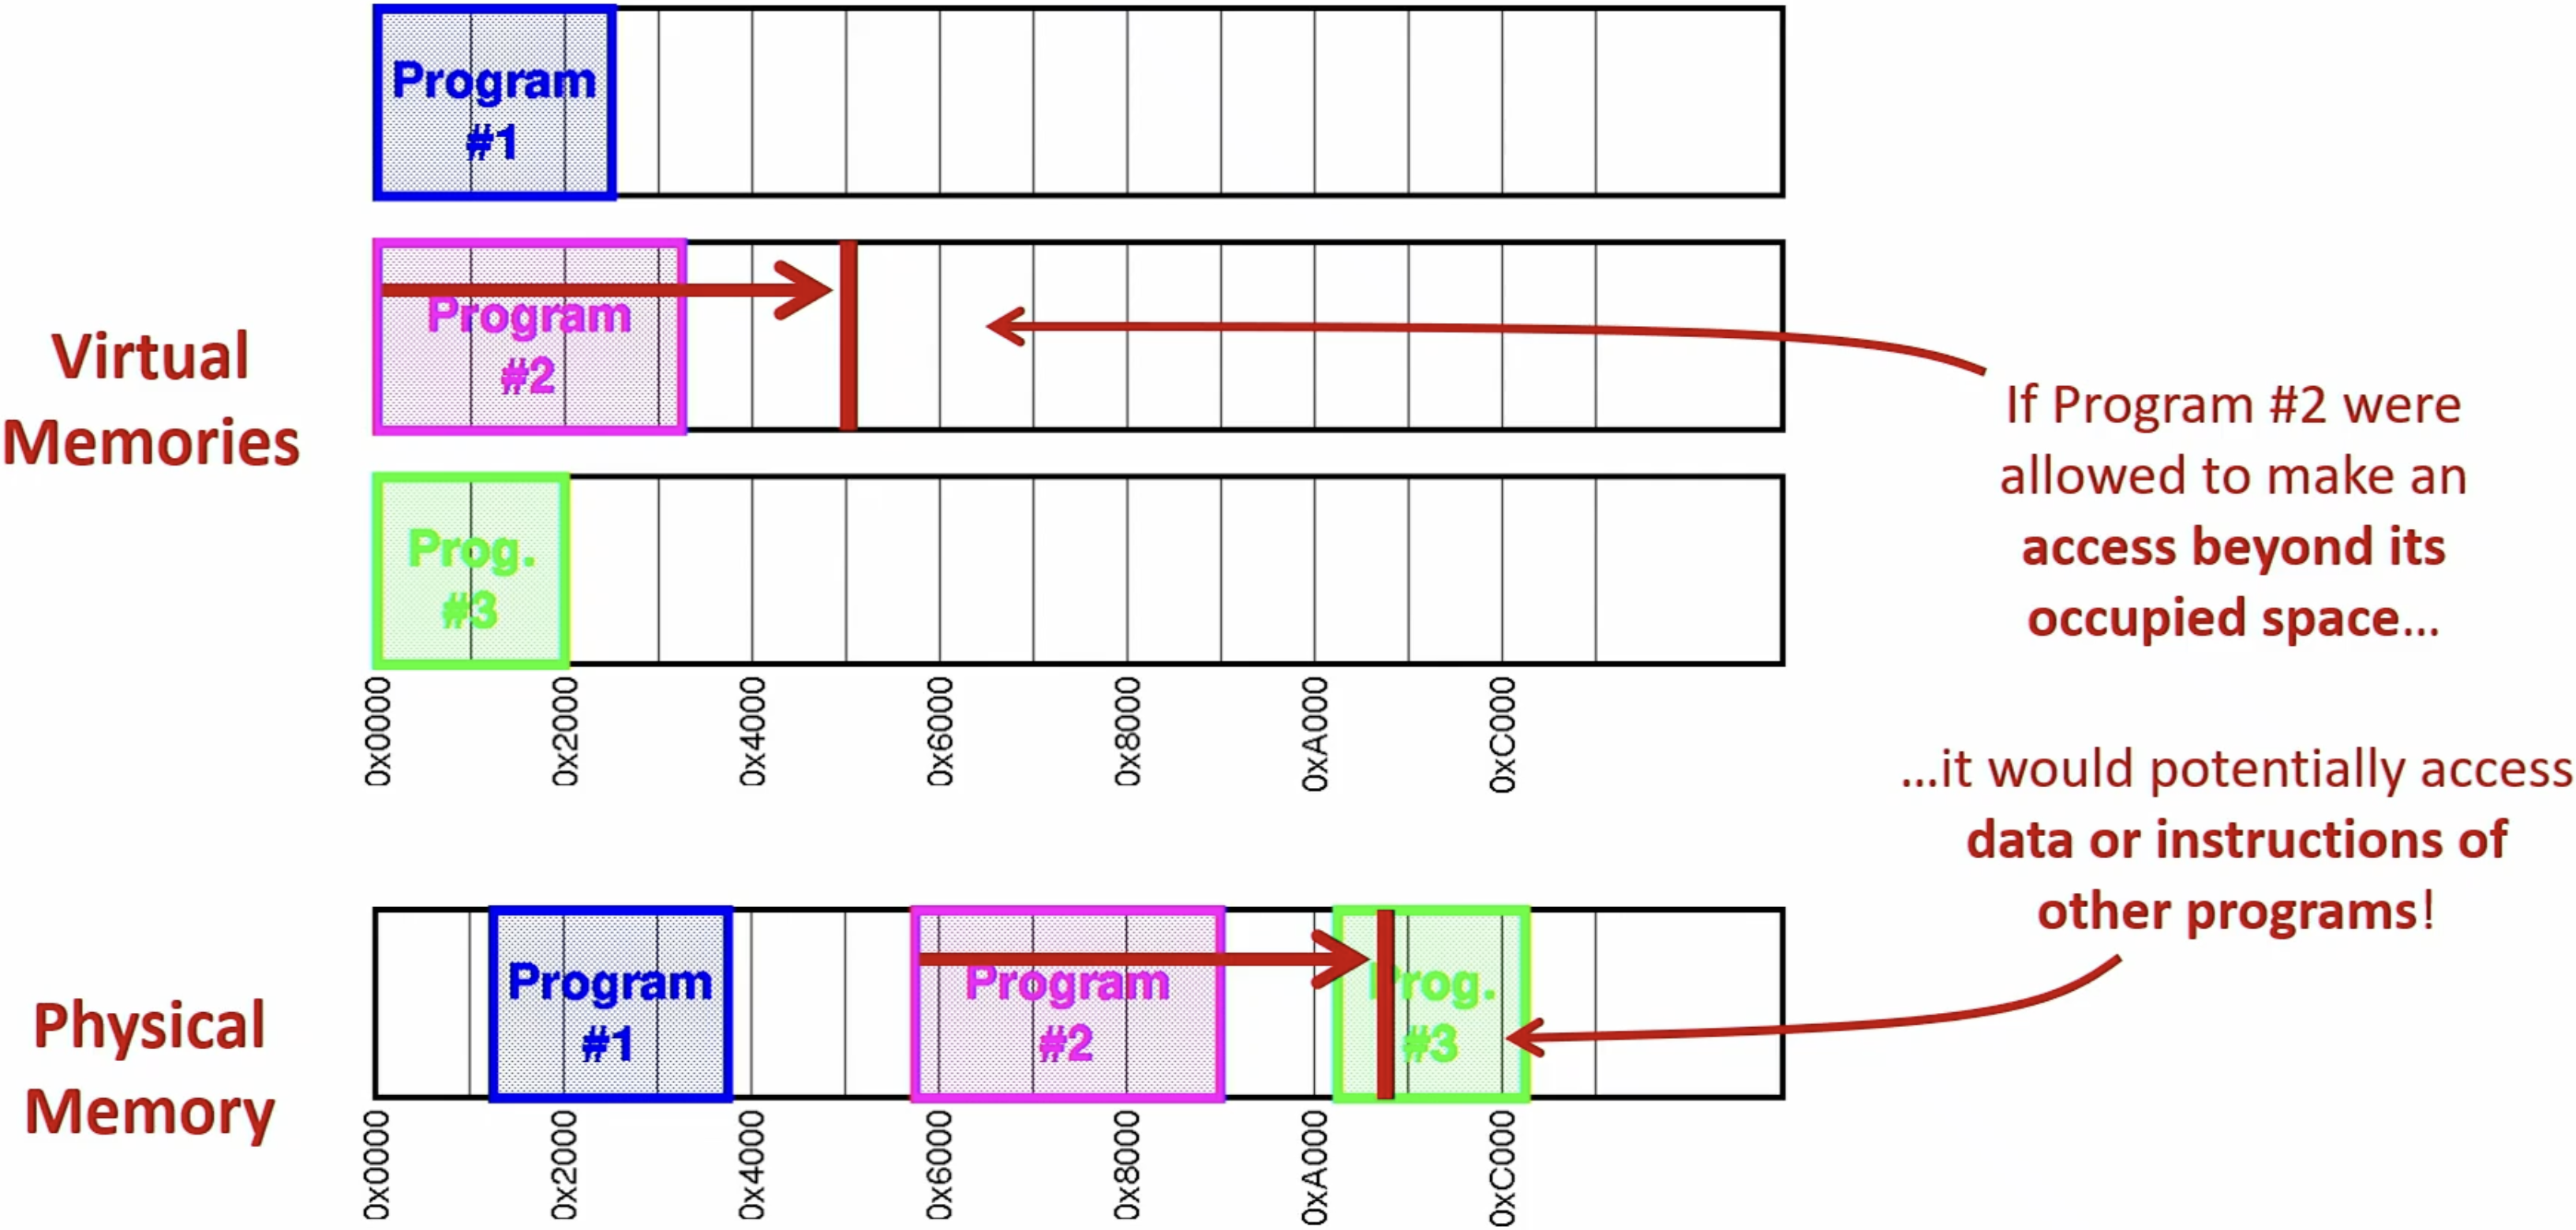 Program
#1
Virtual
Memories
Program
#2
If Program #2 were
allowed to make an
access beyond its
occupied space...
Prog.
#3
0x0000
0x2000
0x4000
0x6000
0x8000
0xA000
0xC000
...it would potentially access
data or instructions of
other programs!
Physical
Memory
Program
#1
Program
#2
Prog.
#3
0x0000
0x2000
0x4000
0x6000
0x8000
0xA000
0xC000